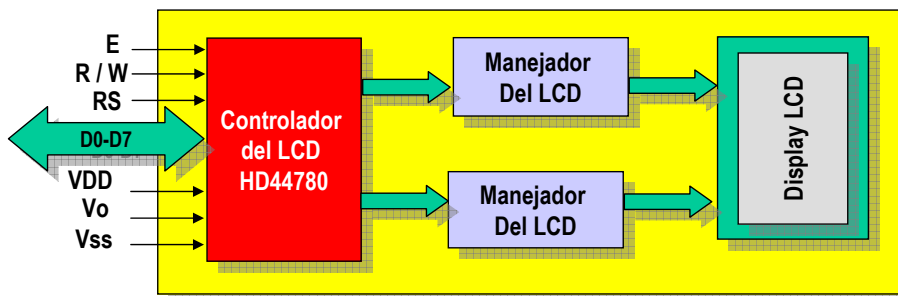 E
R / W
RS
D0-D7
VDD
Vo
Vss
Controlador
del LCD
HD44780
Manejador
Del LCD
Manejador
Del LCD
Display LCD